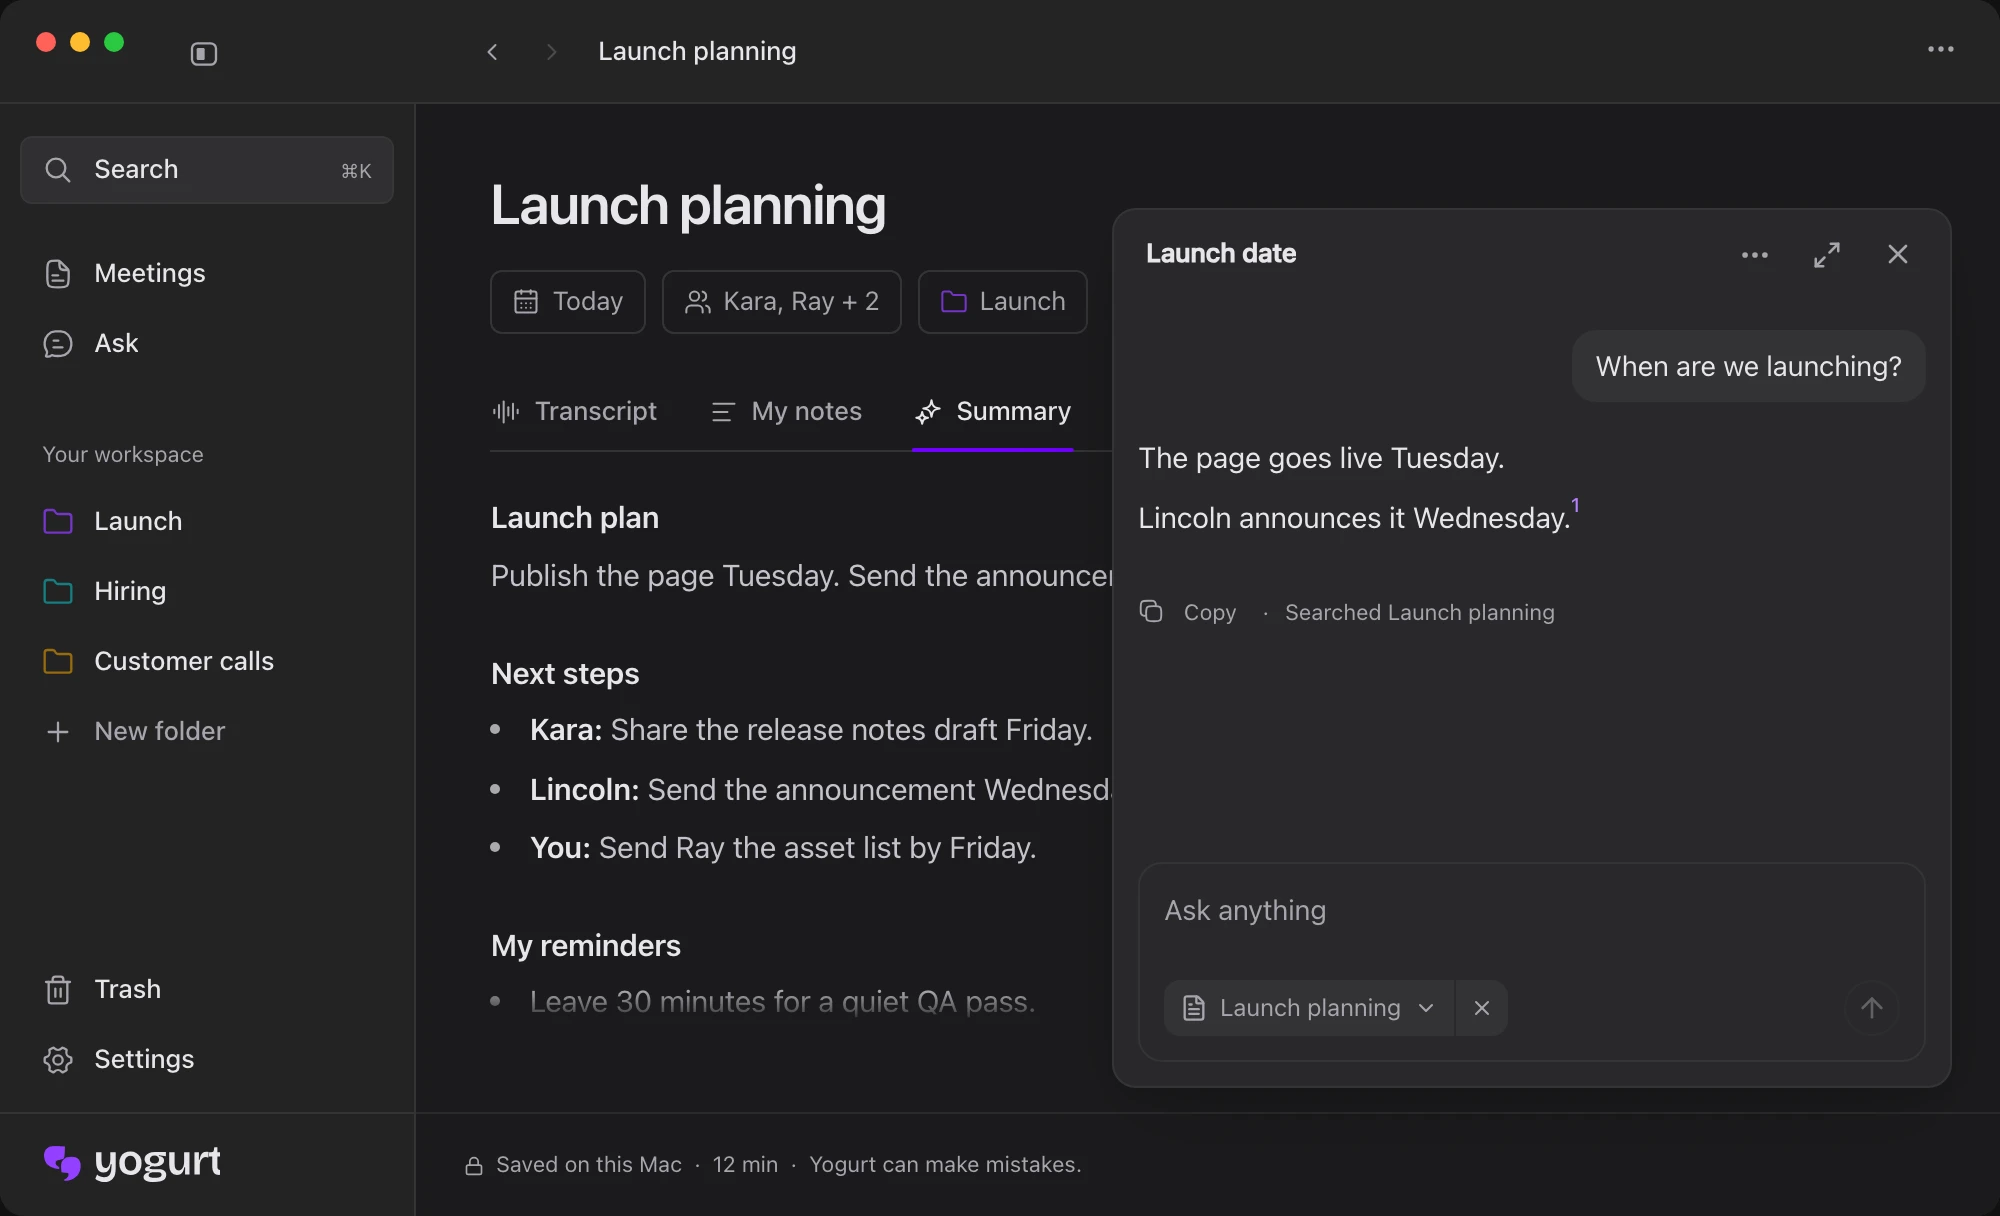 Launch planning
Search ⌘K
Meetings
Ask
Your workspace
Launch
Hiring
Customer calls
New folder
Trash
Settings
yogurt
Launch planning
Today
Kara, Ray + 2
Launch
Transcript
My notes
Summary
Launch plan
Publish the page Tuesday. Send the
Next steps
Kara: Share the release notes draft Friday.
Lincoln: Send the announcement
You: Send Ray the asset list by Friday.
My reminders
Leave 30 minutes for a quiet QA pass.
Launch date
When are we launching?
The page goes live Tuesday.
Lincoln announces it Wednesday.1
Copy · Searched Launch planning
Ask anything
Launch planning
Saved on this Mac · 12 min · Yogurt can make mistakes.